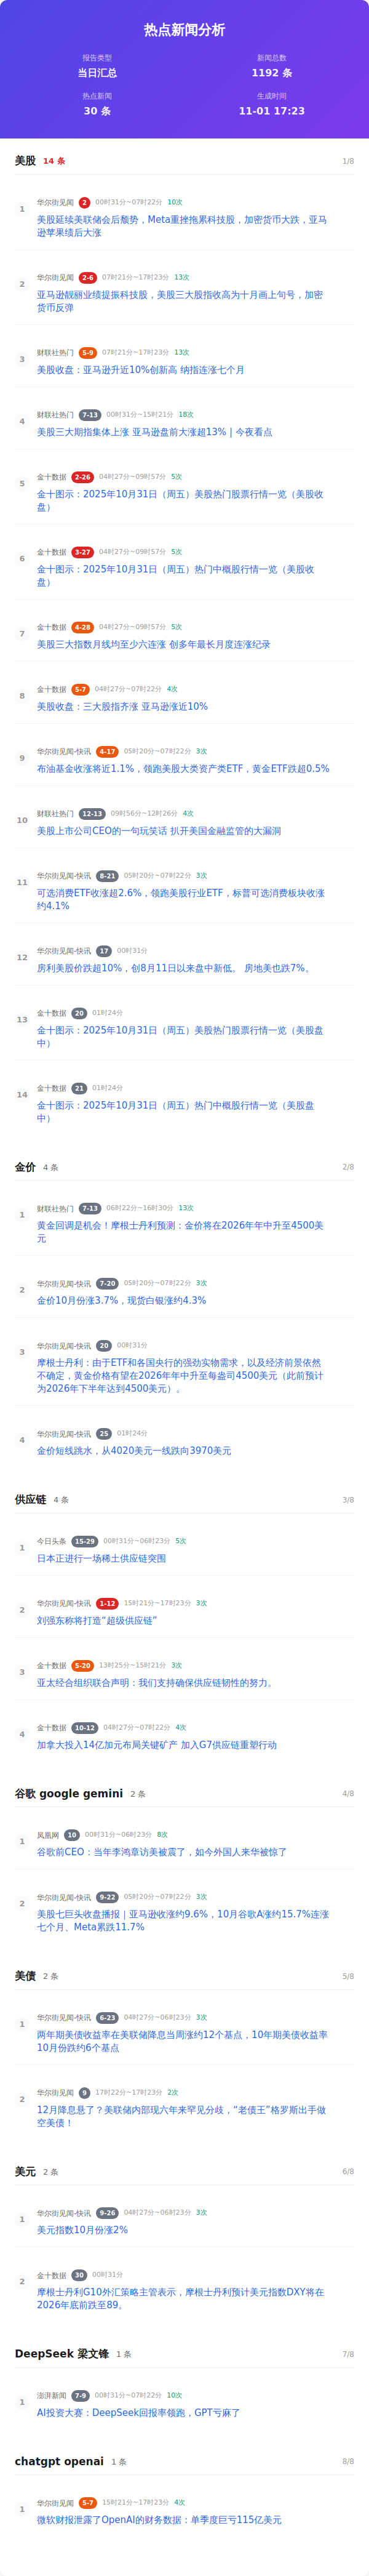 热点新闻分析
报告类型
当日汇总
新闻总数
1192 条
热点新闻
30 条
生成时间
11-01 17:23
美股 14 条 1/8
1
华尔街见闻 2 00时31分~07时22分 10次
美股延续美联储会后颓势，Meta重挫拖累科技股，加密货币大跌，亚马
逊苹果绩后大涨
2
华尔街见闻 2-6 07时21分~17时23分 13次
亚马逊靓丽业绩提振科技股，美股三大股指收高为十月画上句号，加密
货币反弹
3
财联社热门 5-9 07时21分~17时23分 13次
美股收盘：亚马逊升近10%创新高 纳指连涨七个月
4
财联社热门 7-13 00时31分~15时21分 18次
美股三大期指集体上涨 亚马逊盘前大涨超13% | 今夜看点
5
金十数据 2-26 04时27分~09时57分 5次
金十图示：2025年10月31日（周五）美股热门股票行情一览（美股收
盘）
6
金十数据 3-27 04时27分~09时57分 5次
金十图示：2025年10月31日（周五）热门中概股行情一览（美股收
盘）
7
金十数据 4-28 04时27分~09时57分 5次
美股三大指数月线均至少六连涨 创多年最长月度连涨纪录
8
金十数据 5-7 04时27分~07时22分 4次
美股收盘：三大股指齐涨 亚马逊涨近10%
9
华尔街见闻-快讯 4-17 05时20分~07时22分 3次
布油基金收涨将近1.1%，领跑美股大类资产类ETF，黄金ETF跌超0.5%
10
财联社热门 12-13 09时56分~12时26分 4次
美股上市公司CEO的一句玩笑话 扒开美国金融监管的大漏洞
11
华尔街见闻-快讯 8-21 05时20分~07时22分 3次
可选消费ETF收涨超2.6%，领跑美股行业ETF，标普可选消费板块收涨
约4.1%
12
华尔街见闻-快讯 17 00时31分
房利美股价跌超10%，创8月11日以来盘中新低。 房地美也跌7%。
13
金十数据 20 01时24分
金十图示：2025年10月31日（周五）美股热门股票行情一览（美股盘
中）
14
金十数据 21 01时24分
金十图示：2025年10月31日（周五）热门中概股行情一览（美股盘
中）
金价 4 条 2/8
1
财联社热门 7-13 06时22分~16时30分 13次
黄金回调是机会！摩根士丹利预测：金价将在2026年年中升至4500美
元
2
华尔街见闻-快讯 7-20 05时20分~07时22分 3次
金价10月份涨3.7%，现货白银涨约4.3%
3
华尔街见闻-快讯 20 00时31分
摩根士丹利：由于ETF和各国央行的强劲实物需求，以及经济前景依然
不确定，黄金价格有望在2026年年中升至每盎司4500美元（此前预计
为2026年下半年达到4500美元）。
4
华尔街见闻-快讯 25 01时24分
金价短线跳水，从4020美元一线跌向3970美元
供应链 4 条 3/8
1
今日头条 15-29 00时31分~06时23分 5次
日本正进行一场稀土供应链突围
2
华尔街见闻-快讯 1-12 15时21分~17时23分 3次
刘强东称将打造“超级供应链”
3
金十数据 5-20 13时25分~15时21分 3次
亚太经合组织联合声明：我们支持确保供应链韧性的努力。
4
金十数据 10-12 04时27分~07时22分 4次
加拿大投入14亿加元布局关键矿产 加入G7供应链重塑行动
谷歌 google gemini 2 条 4/8
1
凤凰网 10 00时31分~06时23分 8次
谷歌前CEO：当年李鸿章访美被震了，如今外国人来华被惊了
2
华尔街见闻-快讯 9-22 05时20分~07时22分 3次
美股七巨头收盘播报｜亚马逊收涨约9.6%，10月谷歌A涨约15.7%连涨
七个月、Meta累跌11.7%
美债 2 条 5/8
1
华尔街见闻-快讯 6-23 04时27分~06时23分 3次
两年期美债收益率在美联储降息当周涨约12个基点，10年期美债收益率
10月份跌约6个基点
2
华尔街见闻 9 17时22分~17时23分 2次
12月降息悬了？美联储内部现六年来罕见分歧，“老债王”格罗斯出手做
空美债！
美元 2 条 6/8
1
华尔街见闻-快讯 9-26 04时27分~06时23分 3次
美元指数10月份涨2%
2
金十数据 30 00时31分
摩根士丹利G10外汇策略主管表示，摩根士丹利预计美元指数DXY将在
2026年底前跌至89。
DeepSeek 梁文锋 1 条 7/8
1
澎湃新闻 7-9 00时31分~07时22分 10次
AI投资大赛：DeepSeek回报率领跑，GPT亏麻了
chatgpt openai 1 条 8/8
1
华尔街见闻 5-7 15时21分~17时23分 4次
微软财报泄露了OpenAI的财务数据：单季度巨亏115亿美元